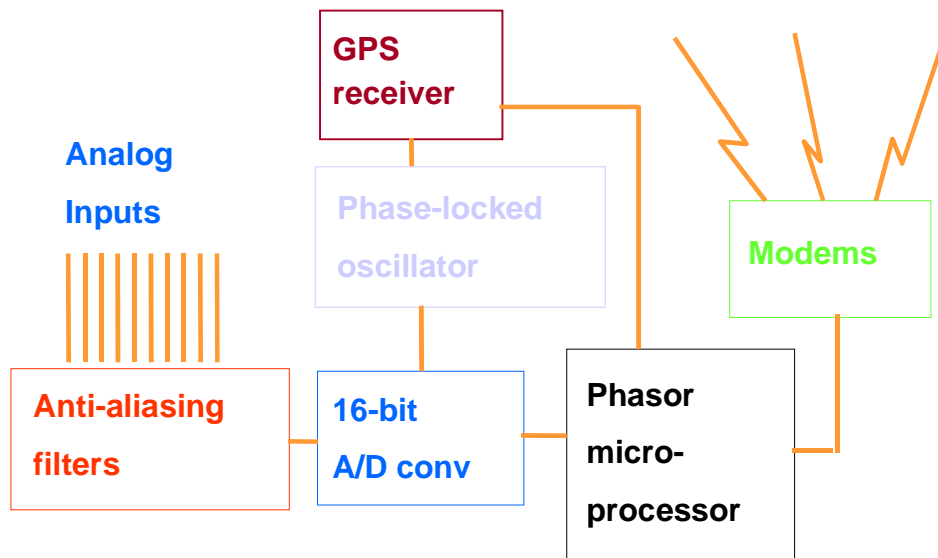 GPS
receiver
Analog
Inputs
Phase-locked
oscillator
Modems
Anti-aliasing
filters
16-bit
A/D conv
Phasor
micro-
processor